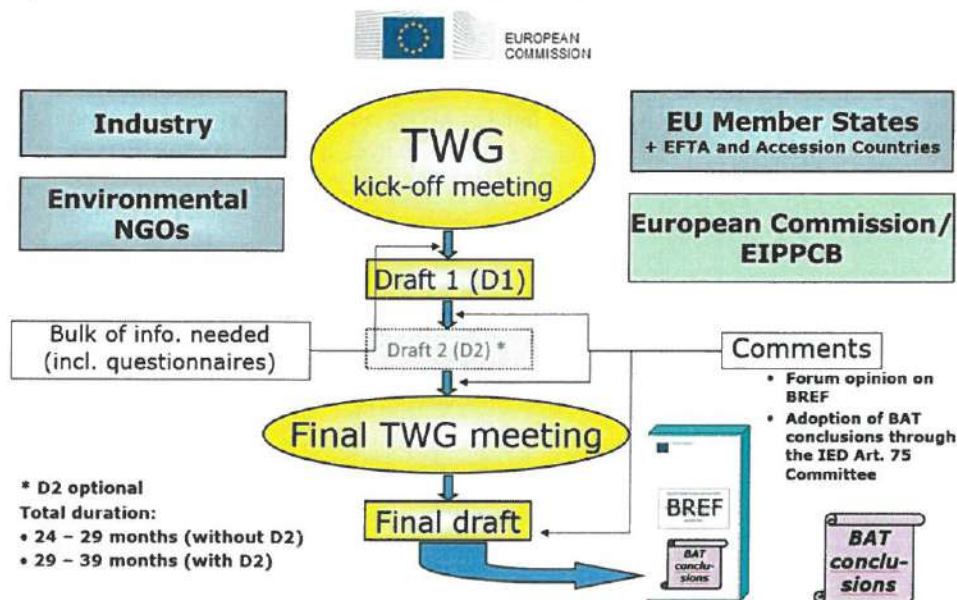 EUROPEAN
COMMISSION
Industry
Environmental
NGOs
TWG
kick-off meeting
EU Member States
+ EFTA and Accession Countries
European Commission/
EIPPCB
Draft 1 (D1)
Bulk of info. needed
(incl. questionnaires)
Draft 2 (D2) *
Comments
• Forum opinion on
BREF
• Adoption of BAT
conclusions through
the IED Art. 75
Committee
Final TWG meeting
* D2 optional
Total duration:
• 24 – 29 months (without D2)
• 29 – 39 months (with D2)
Final draft
BREF
BAT
conclu-
sions
BAT
conclu-
sions